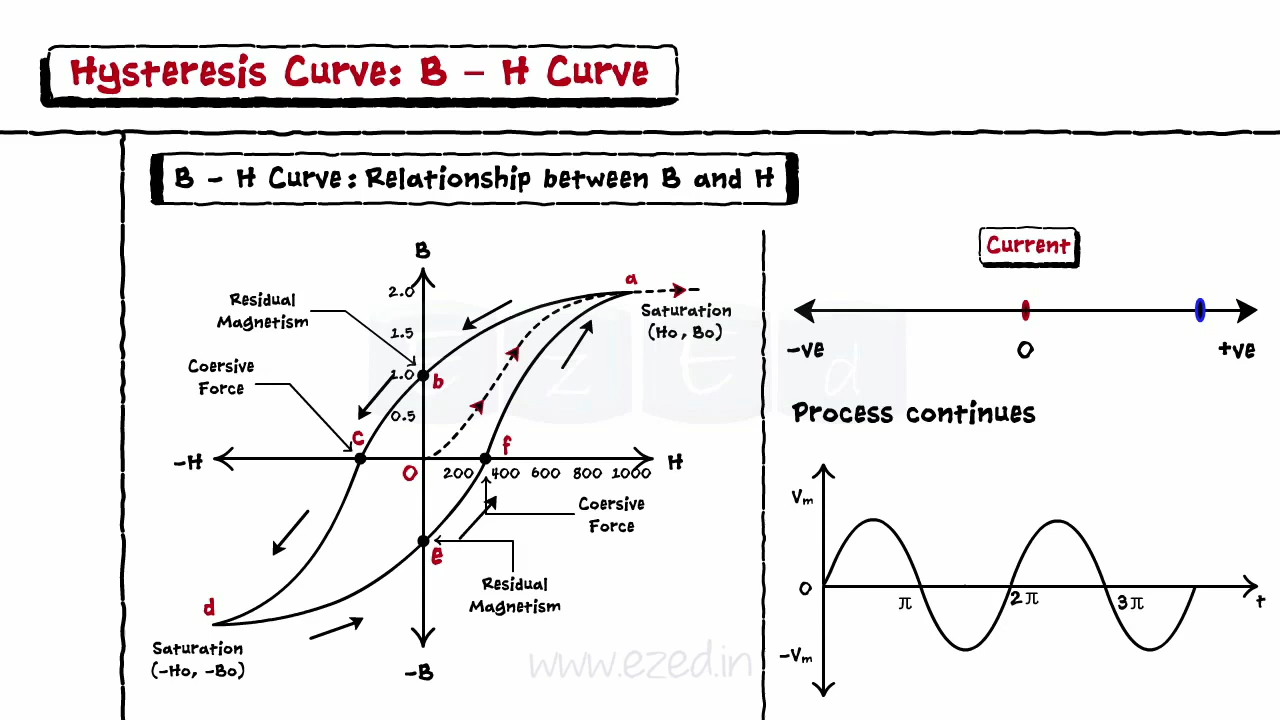 Hysteresis Curve: B – H Curve
B - H Curve: Relationship between B and H
B
2.0
1.5
1.0
0.5
a
Saturation
(Ho, Bo)
Residual
Magnetism
b
Coersive
Force
c
-H
O
200 400 600 800 1000
H
f
Coersive
Force
e
Residual
Magnetism
d
Saturation
(-Ho, -Bo)
-B
Current
-ve
0
+ve
Process continues
Vm
0
-Vm
π
2π
3π
t
E Z E d
www.ezed.in